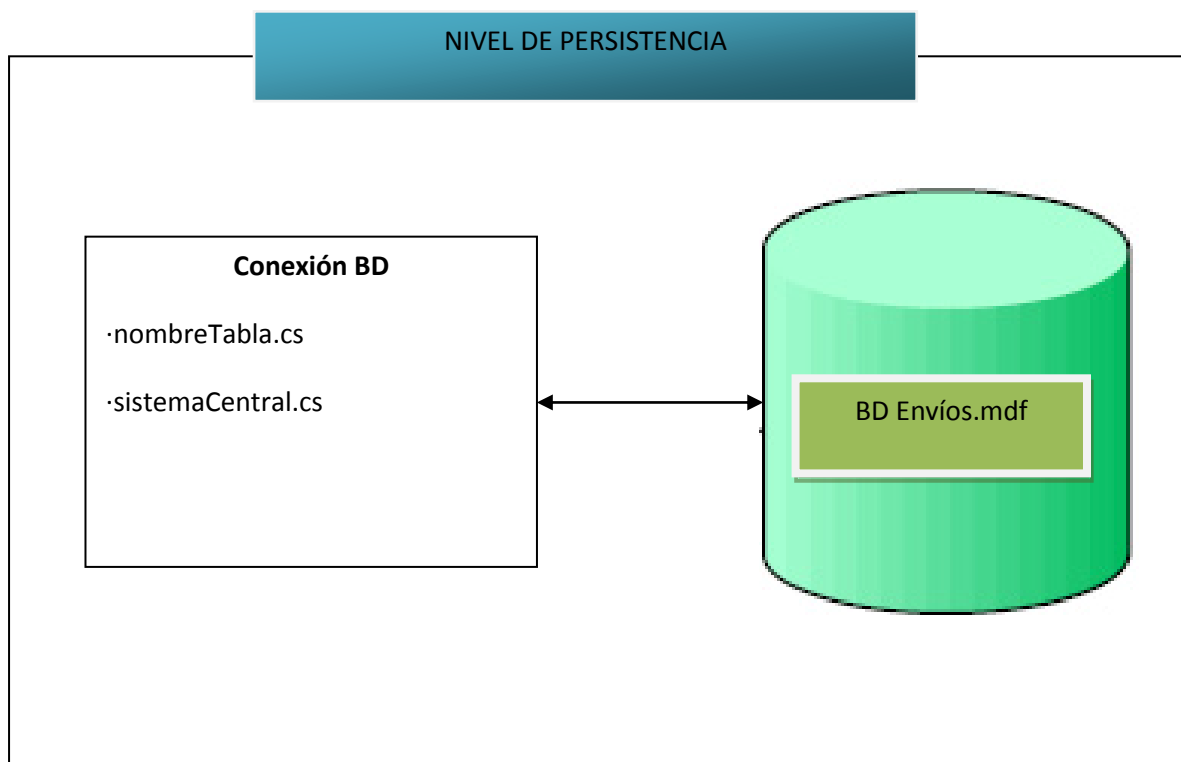 NIVEL DE PERSISTENCIA
Conexión BD
·nombreTabla.cs
·sistemaCentral.cs
BD Envíos.mdf